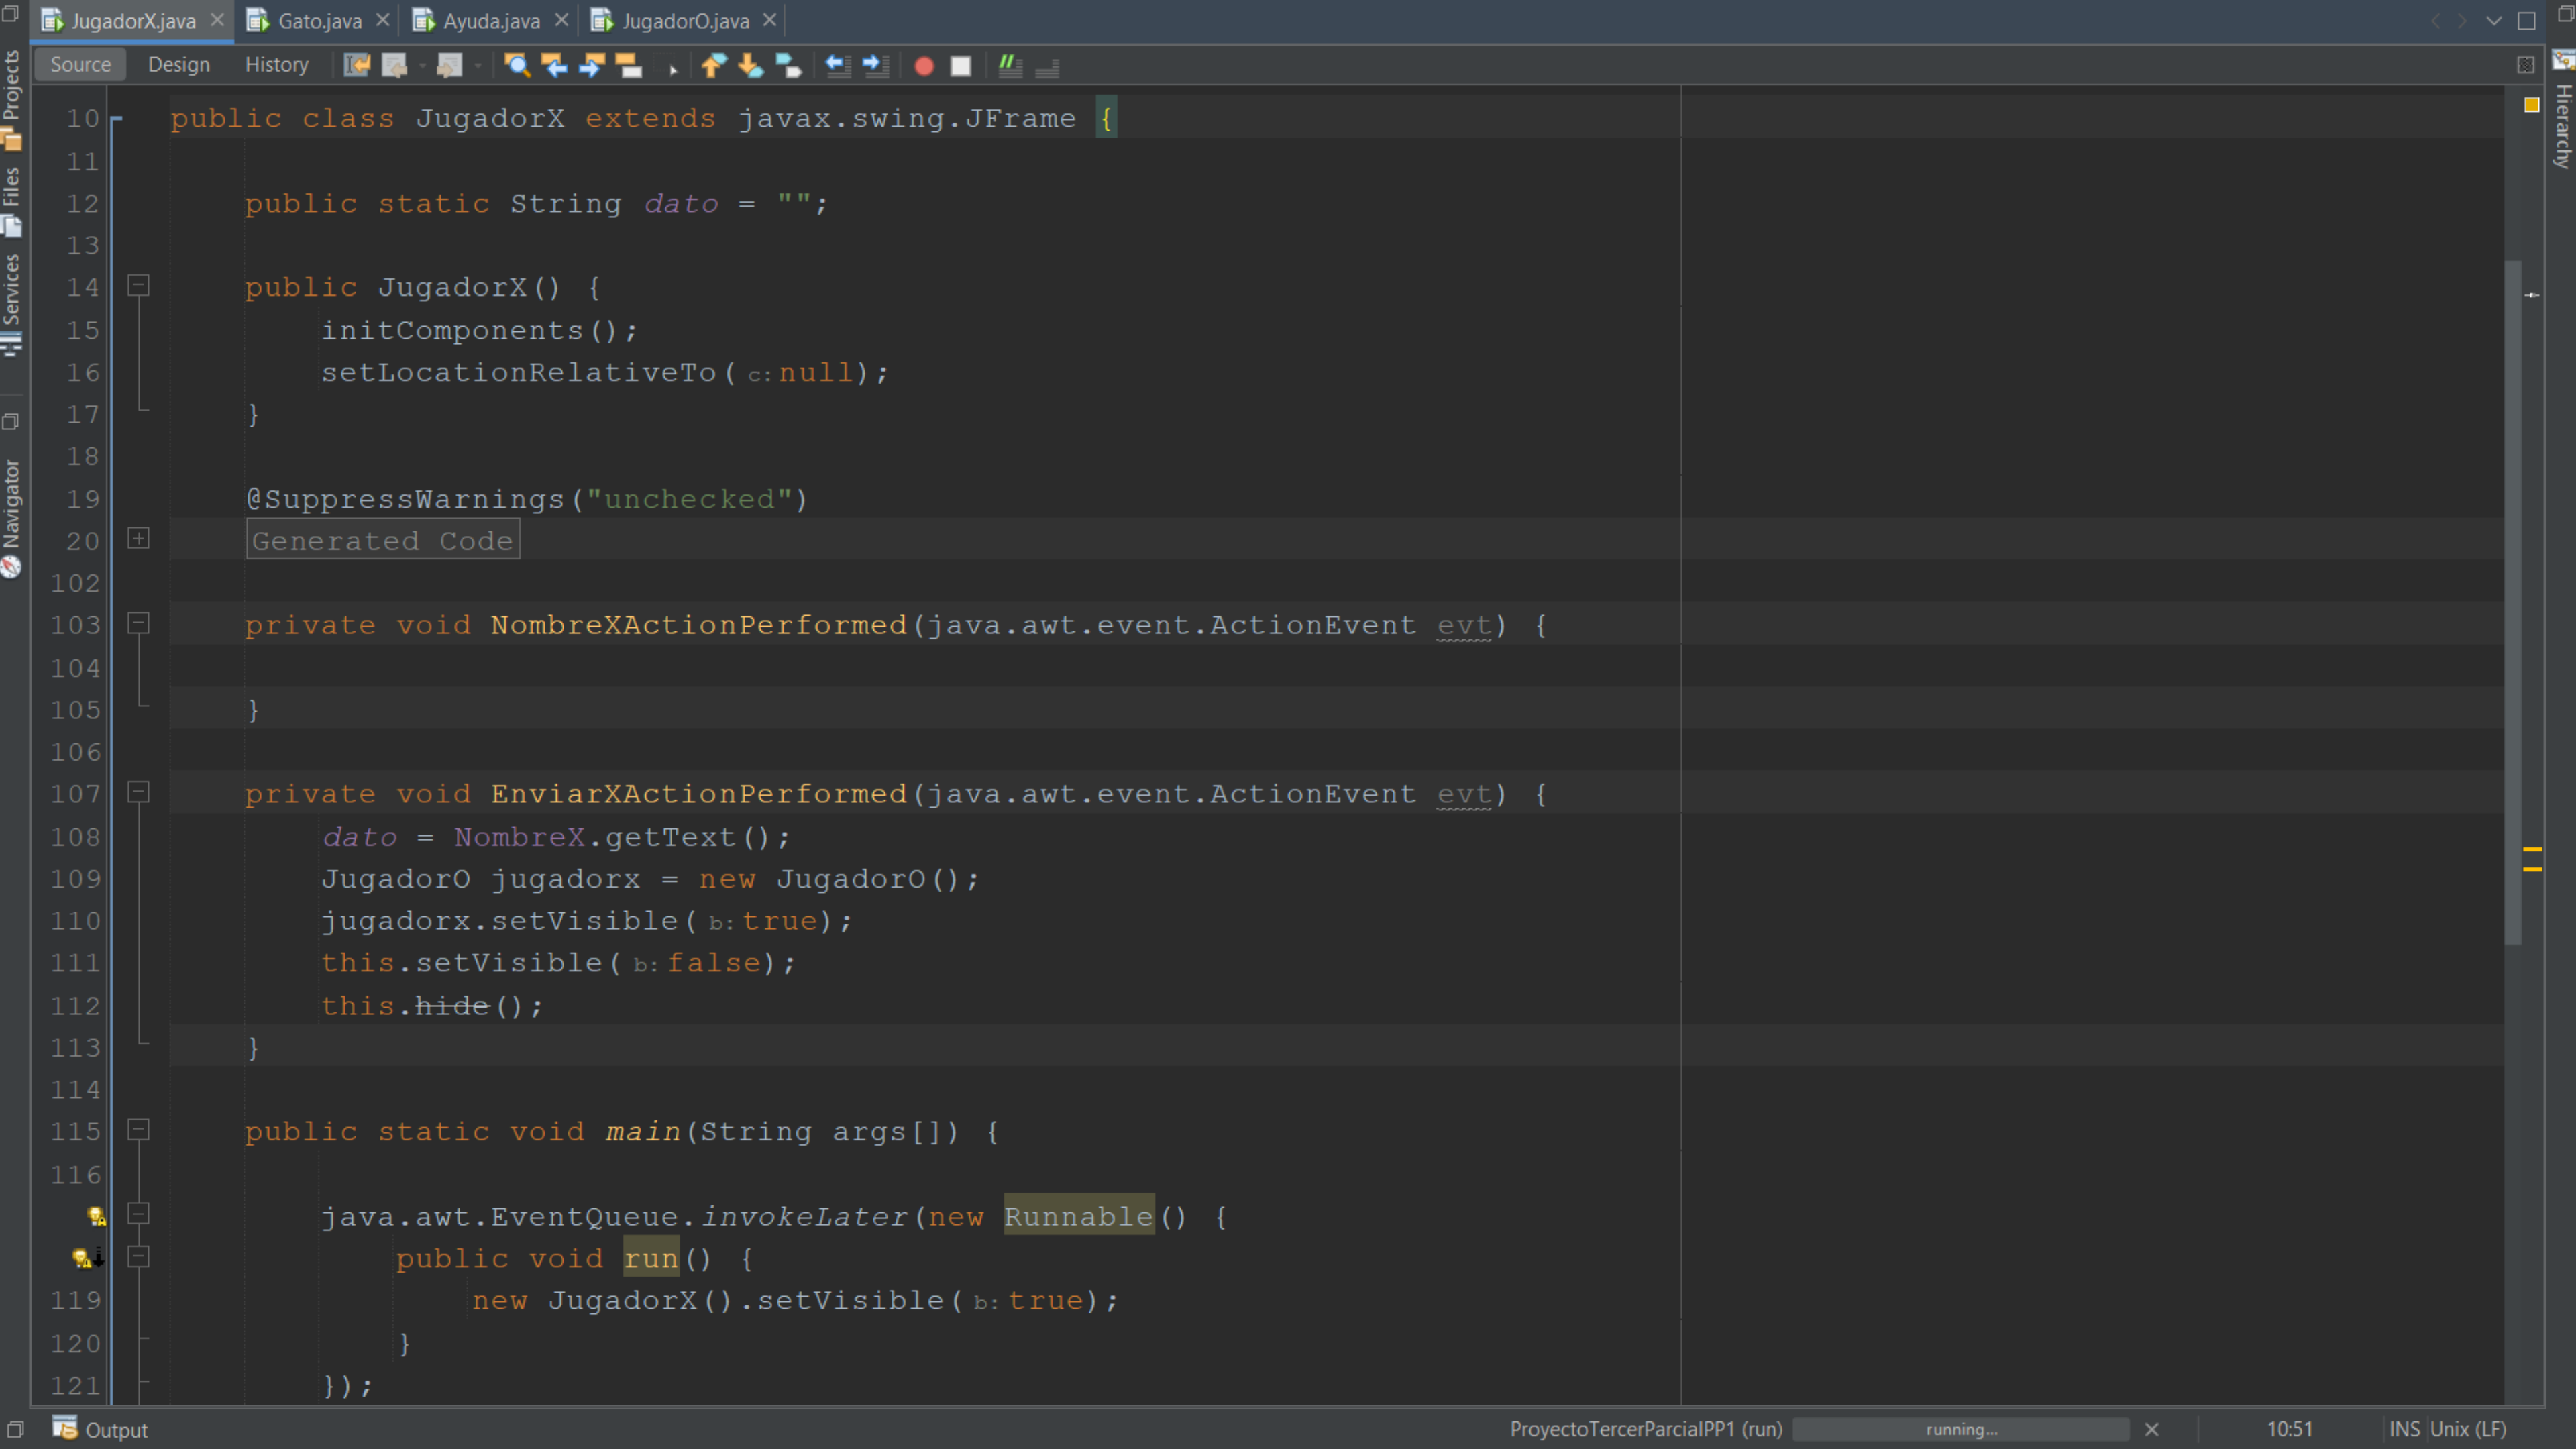 JugadorX.java Gato.java Ayuda.java JugadorO.java
Source Design History
Projects
Files
Services
Navigator
Hierarchy
10 public class JugadorX extends javax.swing.JFrame {
11
12 public static String dato = "";
13
14 public JugadorX() {
15 initComponents();
16 setLocationRelativeTo( c: null);
17 }
18
19 @SuppressWarnings("unchecked")
20 Generated Code
102
103 private void NombreXActionPerformed(java.awt.event.ActionEvent evt) {
104
105 }
106
107 private void EnviarXActionPerformed(java.awt.event.ActionEvent evt) {
108 dato = NombreX.getText();
109 JugadorO jugadorx = new JugadorO();
110 jugadorx.setVisible( b: true);
111 this.setVisible( b: false);
112 this.hide();
113 }
114
115 public static void main(String args[]) {
116
java.awt.EventQueue.invokeLater(new Runnable() {
public void run() {
119 new JugadorX().setVisible( b: true);
120 }
121 });
Output ProyectoTercerParcialPP1 (run) running... 10:51 INS Unix (LF)